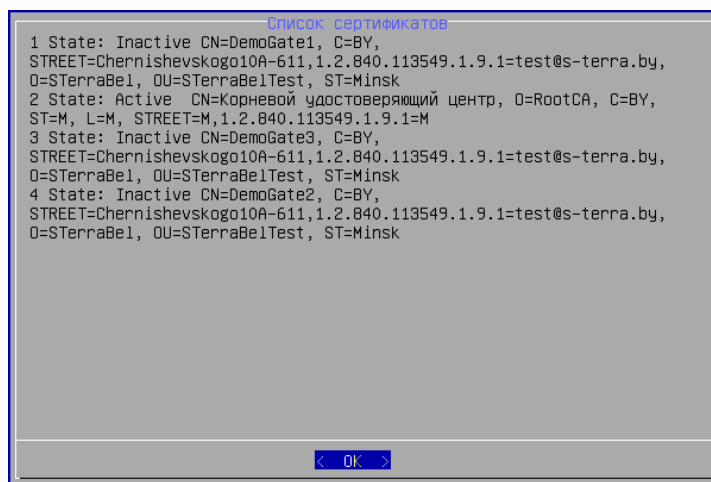 Список сертификатов
1 State: Inactive CN=DemoGate1, C=BY,
STREET=Chernishevskogo10A-611,1.2.840.113549.1.9.1=test@s-terra.by,
O=STerraBel, OU=STerraBelTest, ST=Minsk
2 State: Active  CN=Корневой удостоверяющий центр, O=RootCA, C=BY,
ST=M, L=M, STREET=M,1.2.840.113549.1.9.1=M
3 State: Inactive CN=DemoGate3, C=BY,
STREET=Chernishevskogo10A-611,1.2.840.113549.1.9.1=test@s-terra.by,
O=STerraBel, OU=STerraBelTest, ST=Minsk
4 State: Inactive CN=DemoGate2, C=BY,
STREET=Chernishevskogo10A-611,1.2.840.113549.1.9.1=test@s-terra.by,
O=STerraBel, OU=STerraBelTest, ST=Minsk
< OK >